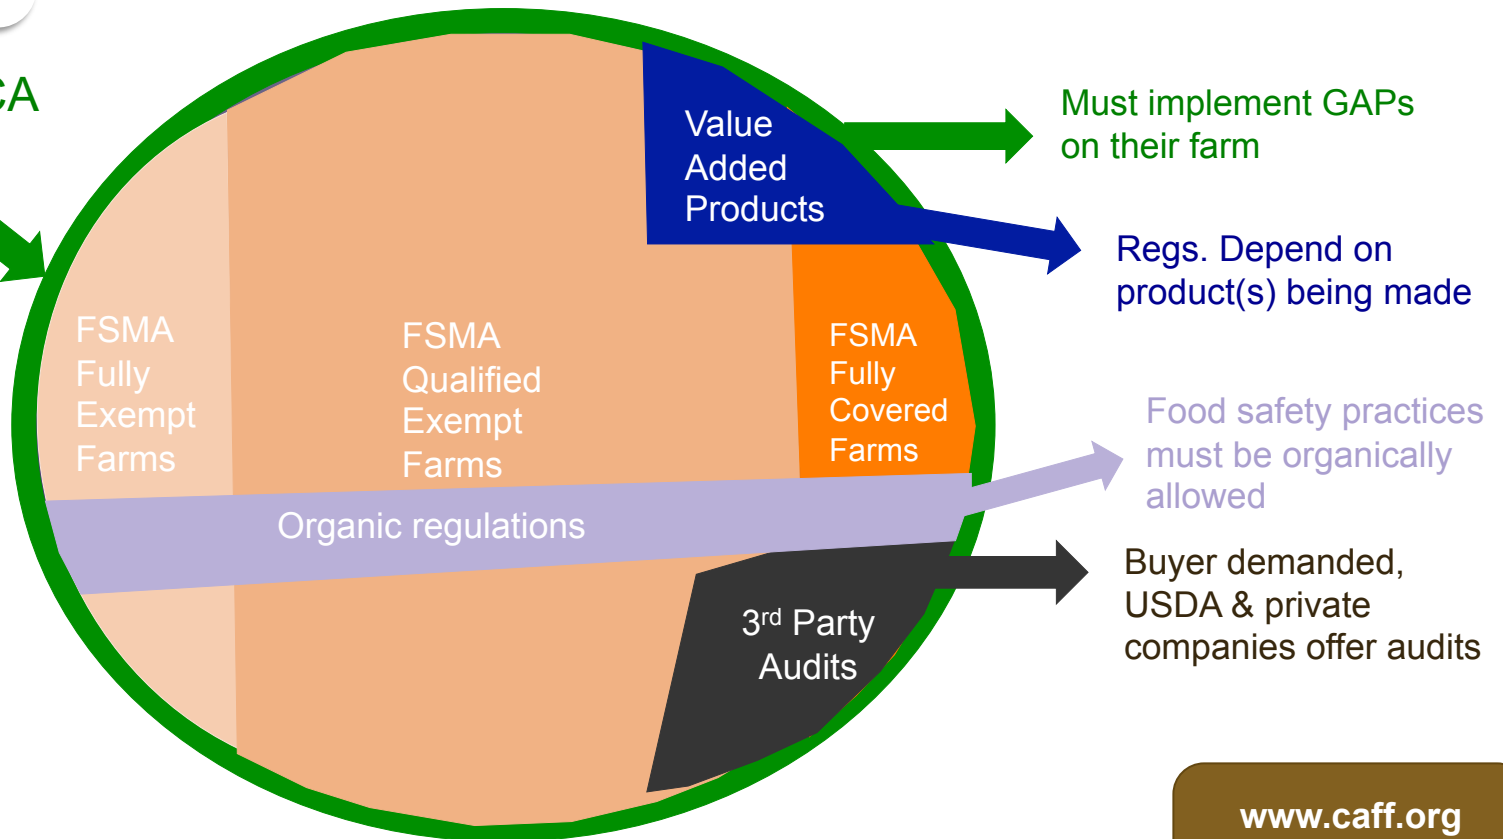 CA
Value
Added
Products
Must implement GAPs
on their farm
Regs. Depend on
product(s) being made
FSMA
Fully
Exempt
Farms
FSMA
Qualified
Exempt
Farms
FSMA
Fully
Covered
Farms
Food safety practices
must be organically
allowed
Organic regulations
Buyer demanded,
USDA & private
companies offer audits
3rd Party
Audits
www.caff.org